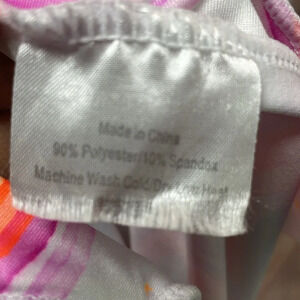 Made in China
90% Polyester/10% Spandex
Machine Wash Cold/Dry Low Heat